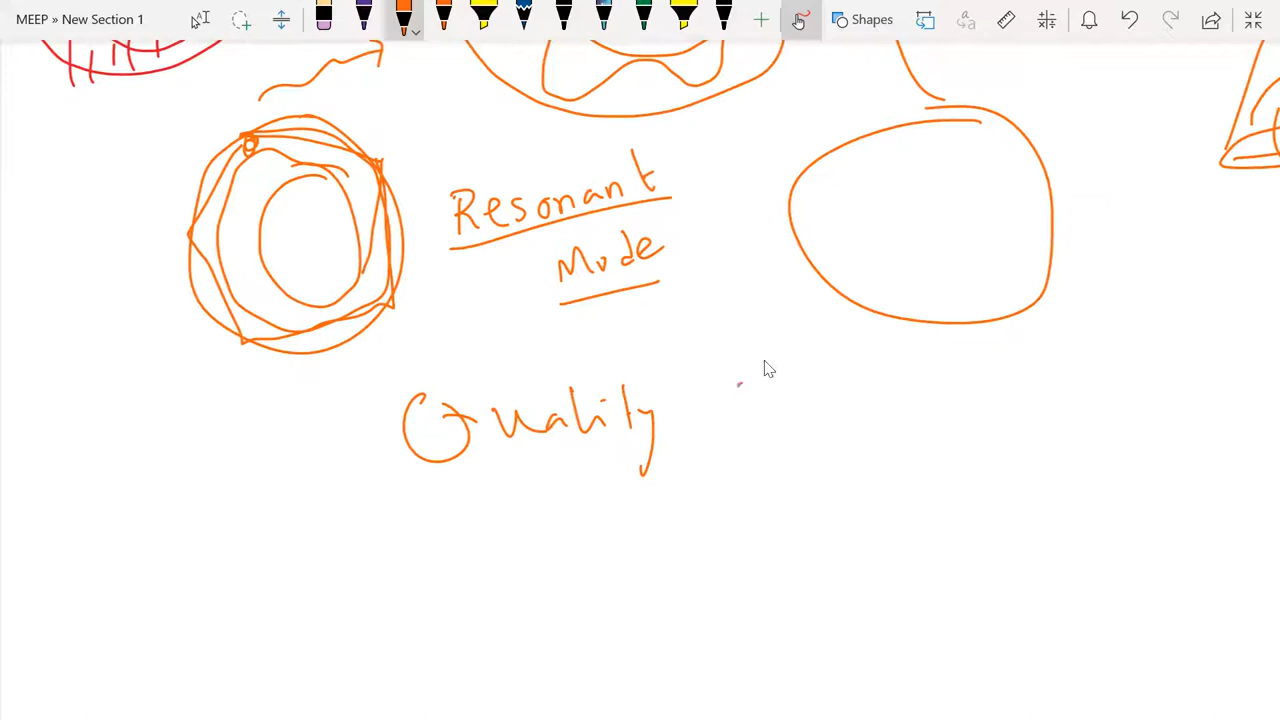 MEEP » New Section 1
Shapes
Resonant
Mode
Quality